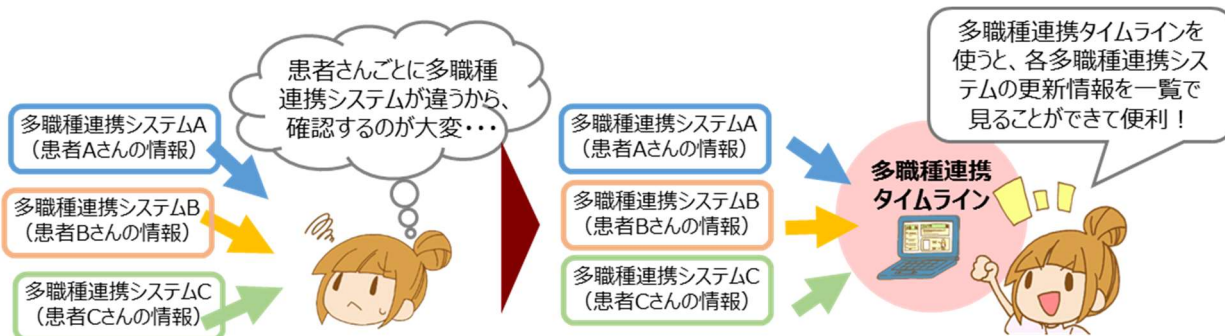 患者さんごとに多職種
連携システムが違うから、
確認するのが大変・・・
多職種連携システムA
（患者Aさんの情報）
多職種連携システムB
（患者Bさんの情報）
多職種連携システムC
（患者Cさんの情報）
多職種連携システムA
（患者Aさんの情報）
多職種連携システムB
（患者Bさんの情報）
多職種連携システムC
（患者Cさんの情報）
多職種連携
タイムライン
多職種連携タイムラインを
使うと、各多職種連携シス
テムの更新情報を一覧で
見ることができて便利！